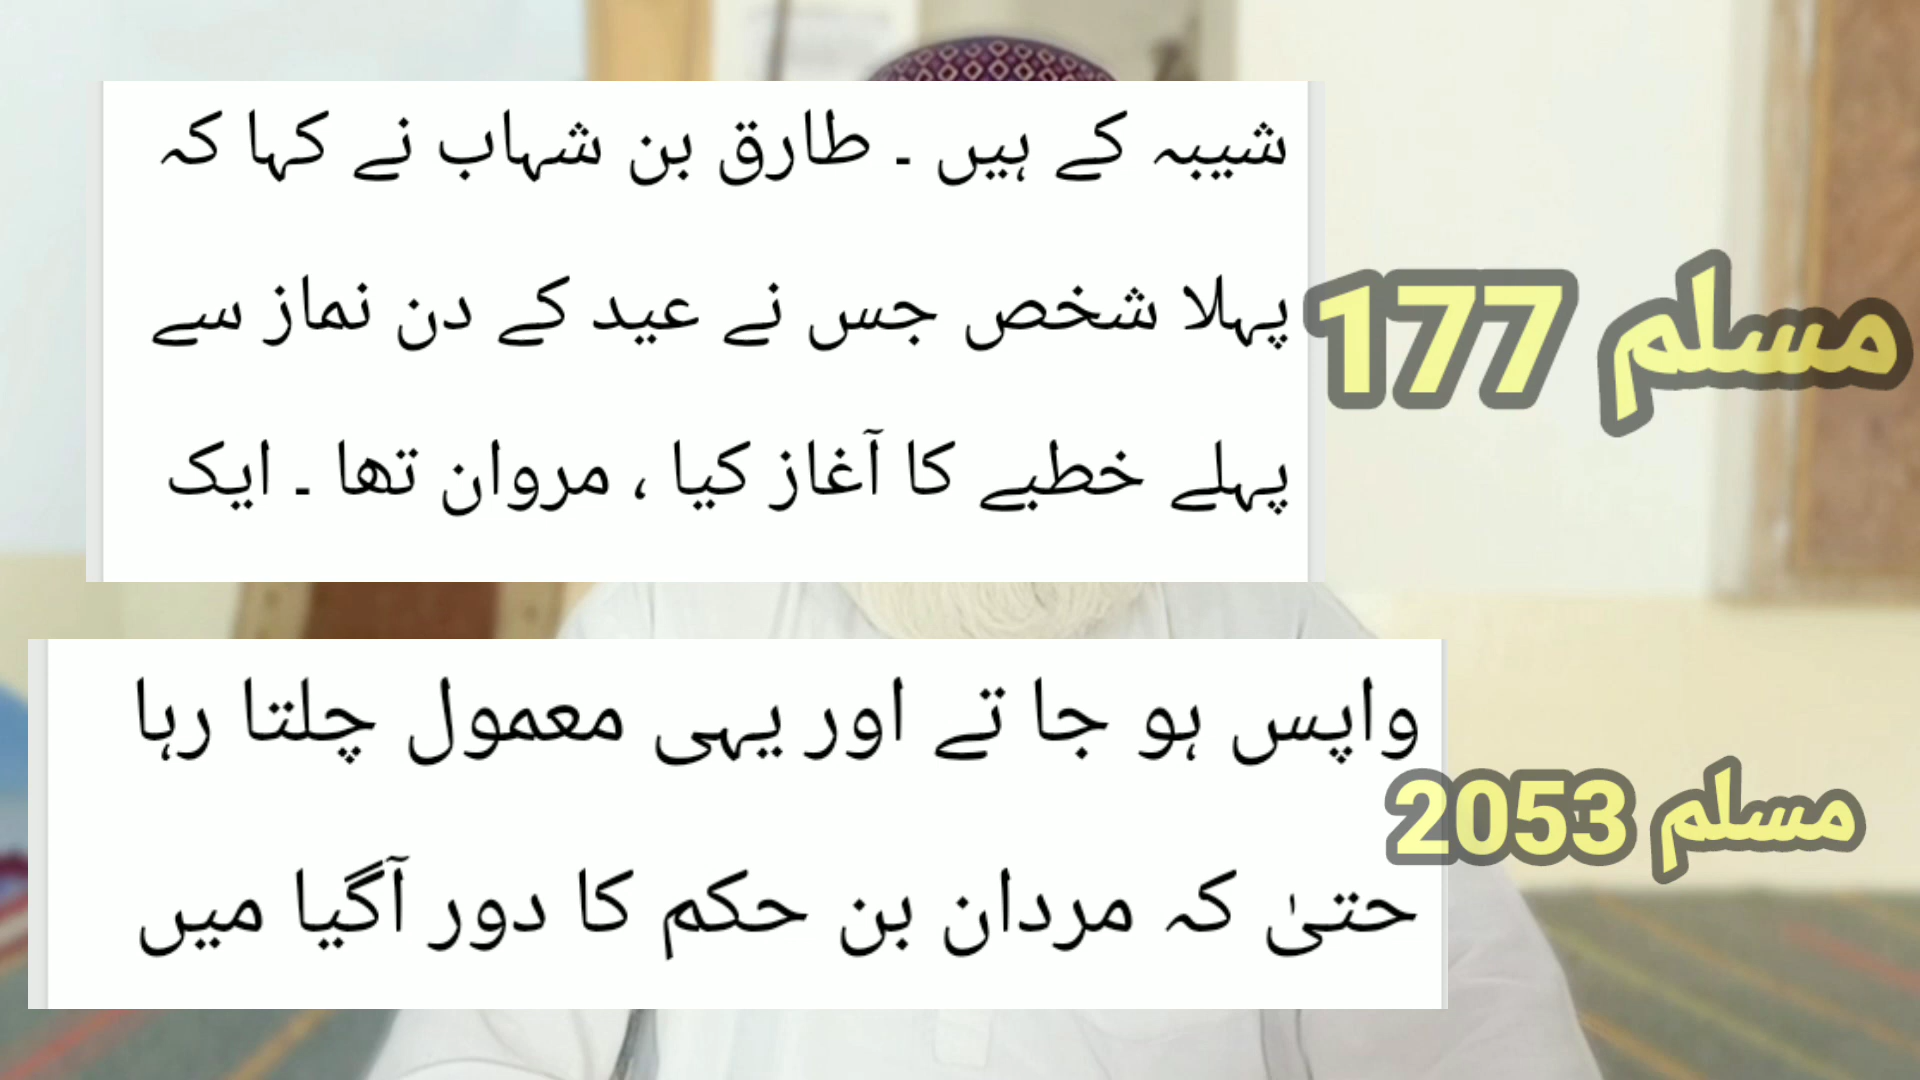 شیبہ کے ہیں ۔ طارق بن شہاب نے کہا کہ
پہلا شخص جس نے عید کے دن نماز سے
پہلے خطبے کا آغاز کیا ، مروان تھا ۔ ایک
مسلم 177
واپس ہو جا تے اور یہی معمول چلتا رہا
حتیٰ کہ مردان بن حکم کا دور آگیا میں
مسلم 2053